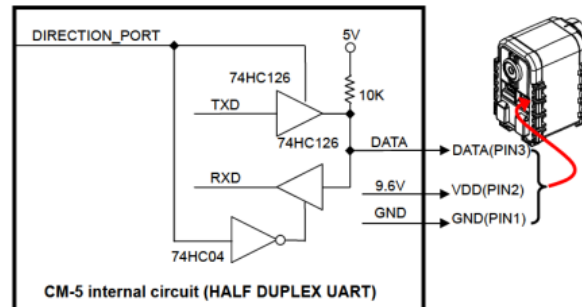 DIRECTION_PORT
5V
74HC126
10K
TXD
74HC126
DATA
DATA(PIN3)
RXD
9.6V
VDD(PIN2)
GND
GND(PIN1)
74HC04
CM-5 internal circuit (HALF DUPLEX UART)